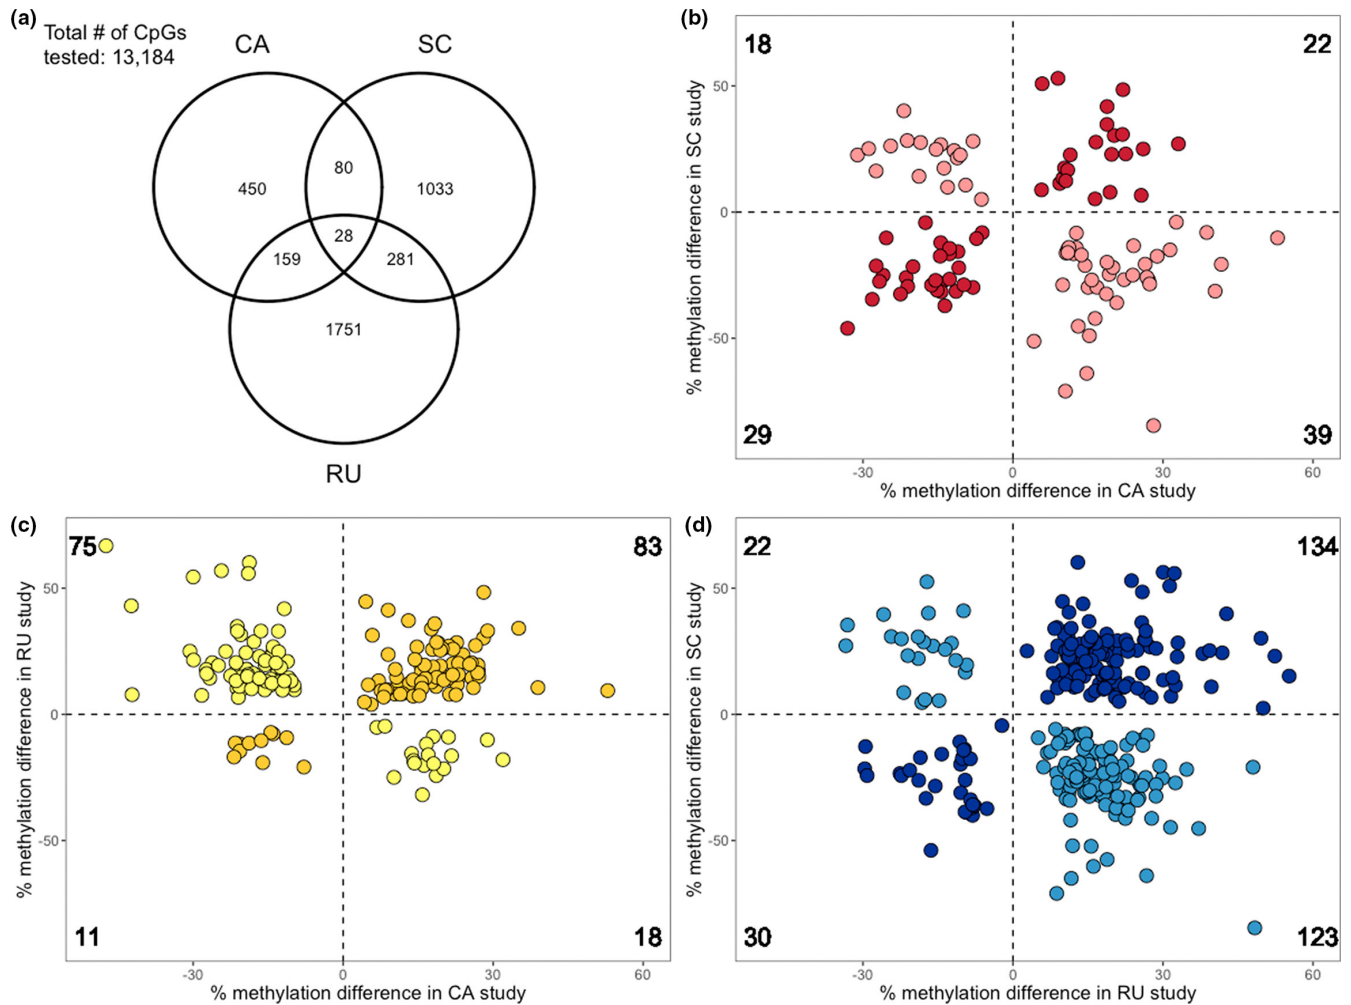 (a)
Total # of CpGs
tested: 13,184
CA
SC
450
80
1033
28
159
281
1751
RU
(b)
18
22
50
0
-50
29
39
-30
0
30
60
% methylation difference in SC study
% methylation difference in CA study
(c)
75
83
50
0
-50
11
18
-30
0
30
60
% methylation difference in RU study
% methylation difference in CA study
(d)
22
134
50
0
-50
30
123
-30
0
30
60
% methylation difference in SC study
% methylation difference in RU study